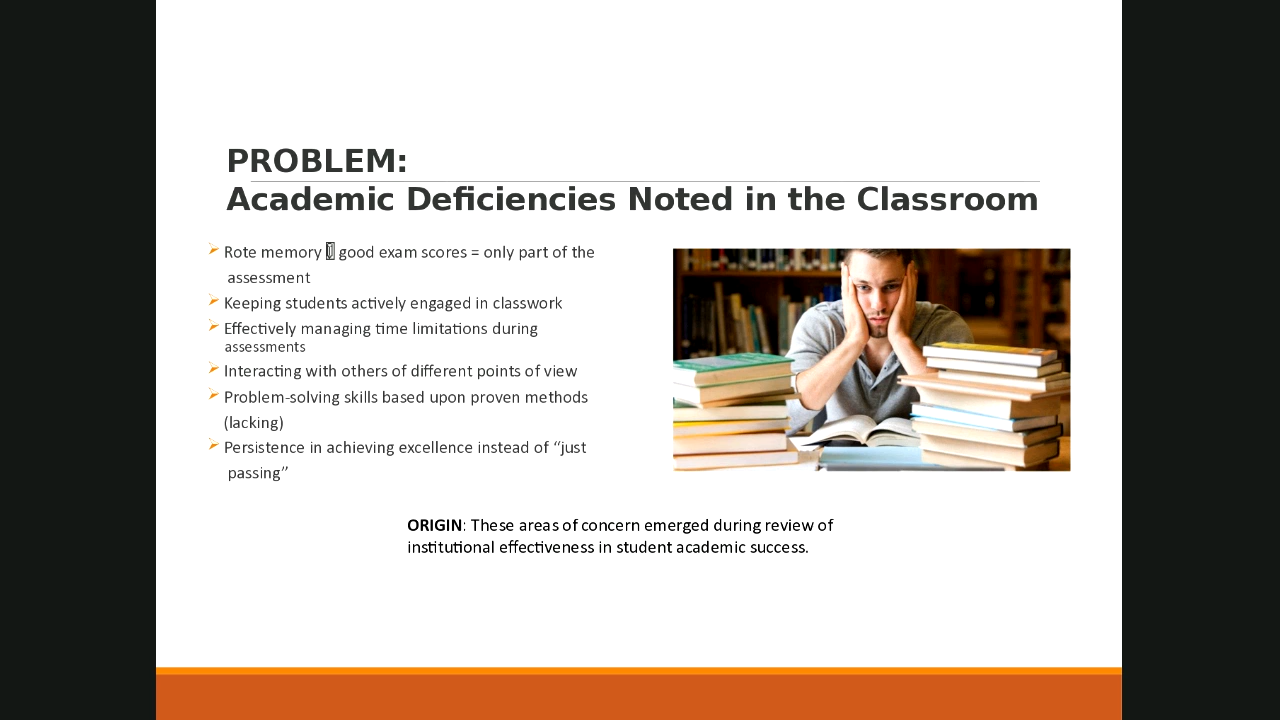 PROBLEM:
Academic Deficiencies Noted in the Classroom
Rote memory good exam scores = only part of the
assessment
Keeping students actively engaged in classwork
Effectively managing time limitations during
assessments
Interacting with others of different points of view
Problem-solving skills based upon proven methods
(lacking)
Persistence in achieving excellence instead of “just
passing”
ORIGIN: These areas of concern emerged during review of
institutional effectiveness in student academic success.